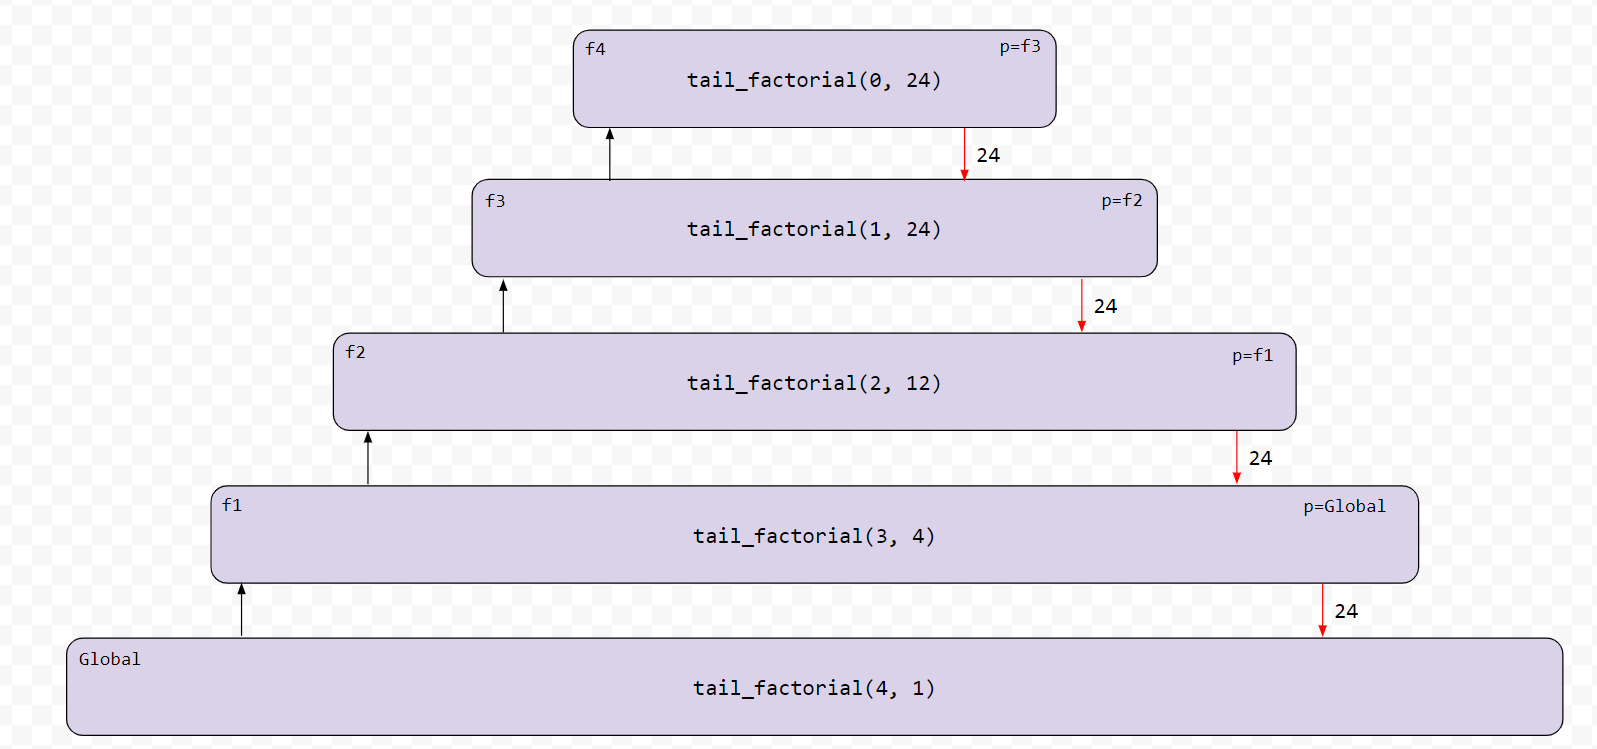 f4
p=f3
tail_factorial(0, 24)
24
f3
p=f2
tail_factorial(1, 24)
24
f2
p=f1
tail_factorial(2, 12)
24
f1
p=Global
tail_factorial(3, 4)
24
Global
tail_factorial(4, 1)